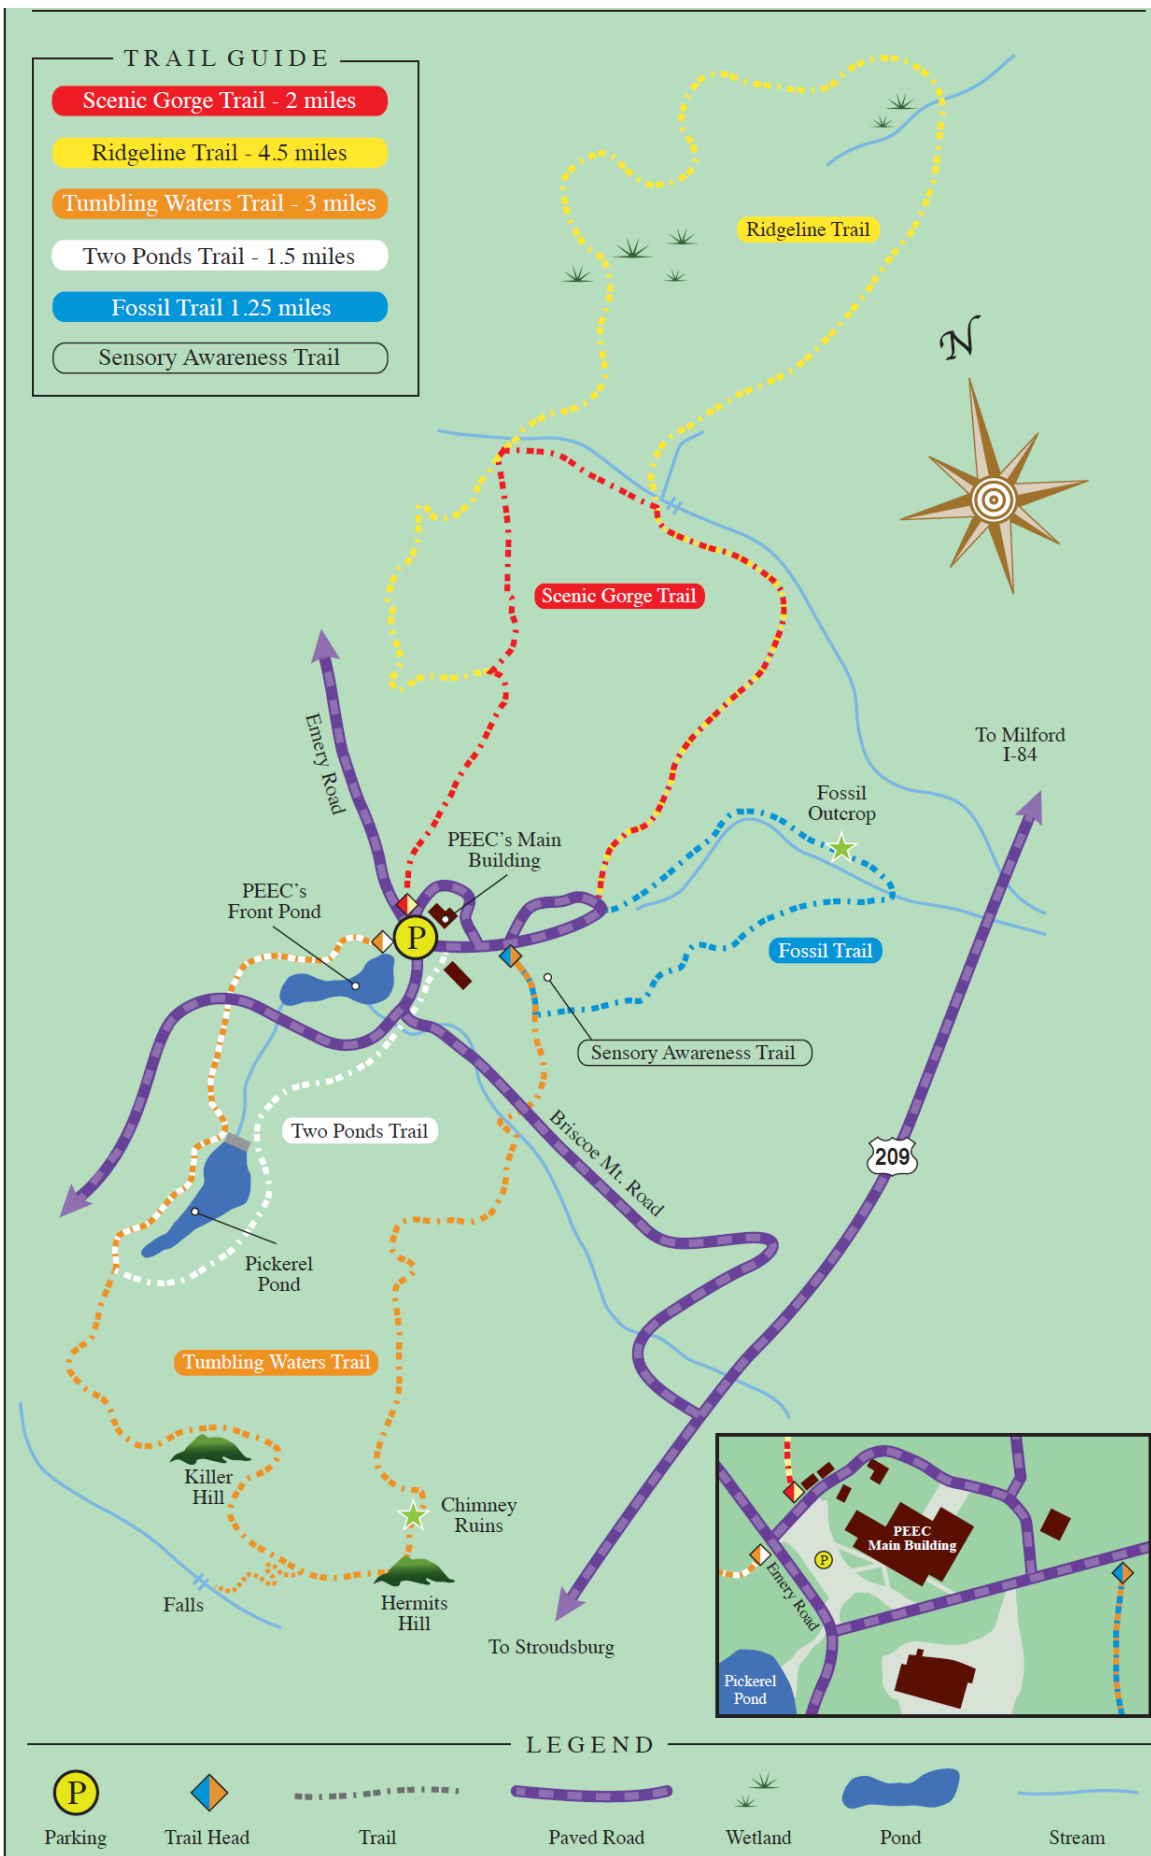 TRAIL GUIDE
Scenic Gorge Trail - 2 miles
Ridgeline Trail - 4.5 miles
Tumbling Waters Trail - 3 miles
Two Ponds Trail - 1.5 miles
Fossil Trail 1.25 miles
Sensory Awareness Trail
Ridgeline Trail
N
Scenic Gorge Trail
Emery Road
To Milford
I-84
Fossil
Outcrop
PEEC's Main
Building
PEEC's
Front Pond
P
Fossil Trail
Sensory Awareness Trail
Two Ponds Trail
Briscoe Mt. Road
209
Pickerel
Pond
Tumbling Waters Trail
Killer
Hill
Chimney
Ruins
Falls
Hermits
Hill
To Stroudsburg
PEEC
Main Building
P
Emery Road
Pickerel
Pond
LEGEND
P
Parking
Trail Head
Trail
Paved Road
Wetland
Pond
Stream